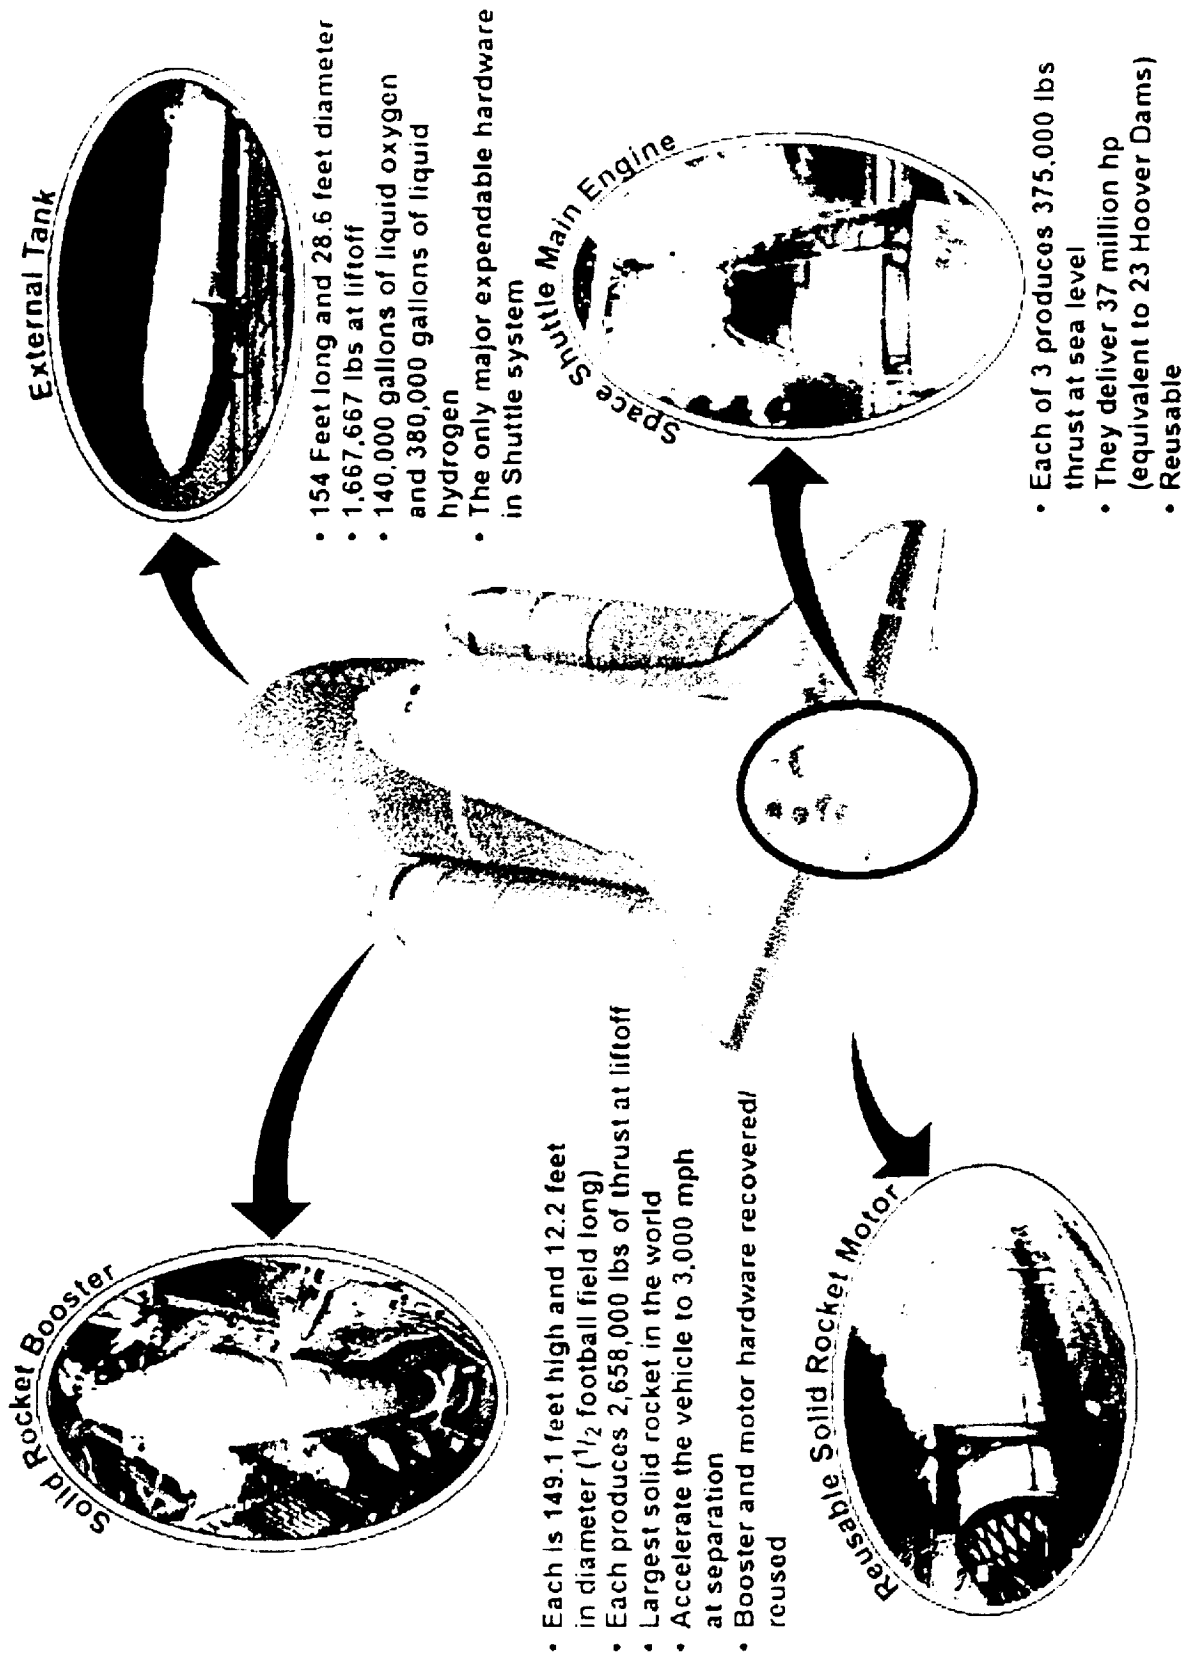 Solid Rocket Booster
• Each is 149.1 feet high and 12.2 feet
in diameter (1/2 football field long)
• Each produces 2,658,000 lbs of thrust at liftoff
• Largest solid rocket in the world
• Accelerate the vehicle to 3,000 mph
at separation
• Booster and motor hardware recovered/
reused
Reusable Solid Rocket Motor
External Tank
• 154 Feet long and 28.6 feet diameter
• 1,667,667 lbs at liftoff
• 140,000 gallons of liquid oxygen
and 380,000 gallons of liquid
hydrogen
• The only major expendable hardware
in Shuttle system
Space Shuttle Main Engine
• Each of 3 produces 375,000 lbs
thrust at sea level
• They deliver 37 million hp
(equivalent to 23 Hoover Dams)
• Reusable